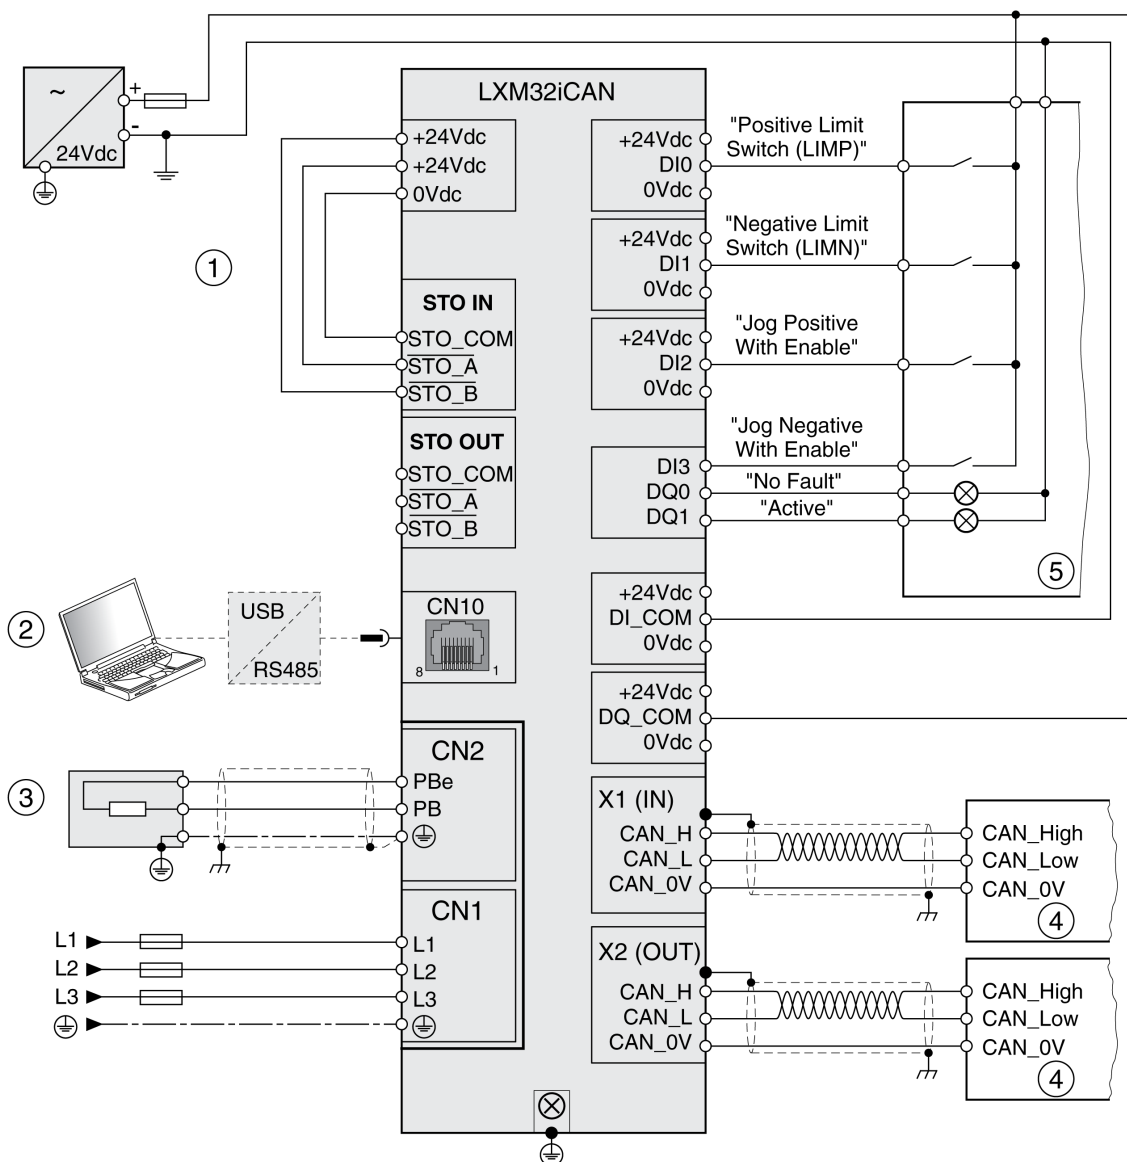 +
~
-
24Vdc
LXM32iCAN
+24Vdc
+24Vdc
0Vdc
STO IN
STO_COM
STO_A
STO_B
STO OUT
STO_COM
STO_A
STO_B
CN10
8
1
CN2
PBe
PB
CN1
L1
L2
L3
+24Vdc
DI0
0Vdc
+24Vdc
DI1
0Vdc
+24Vdc
DI2
0Vdc
DI3
DQ0
DQ1
+24Vdc
DI_COM
0Vdc
+24Vdc
DQ_COM
0Vdc
X1 (IN)
CAN_H
CAN_L
CAN_0V
X2 (OUT)
CAN_H
CAN_L
CAN_0V
"Positive Limit
Switch (LIMP)"
"Negative Limit
Switch (LIMN)"
"Jog Positive
With Enable"
"Jog Negative
With Enable"
"No Fault"
"Active"
5
1
2
USB
RS485
3
L1
L2
L3
CAN_High
CAN_Low
CAN_0V
4
CAN_High
CAN_Low
CAN_0V
4